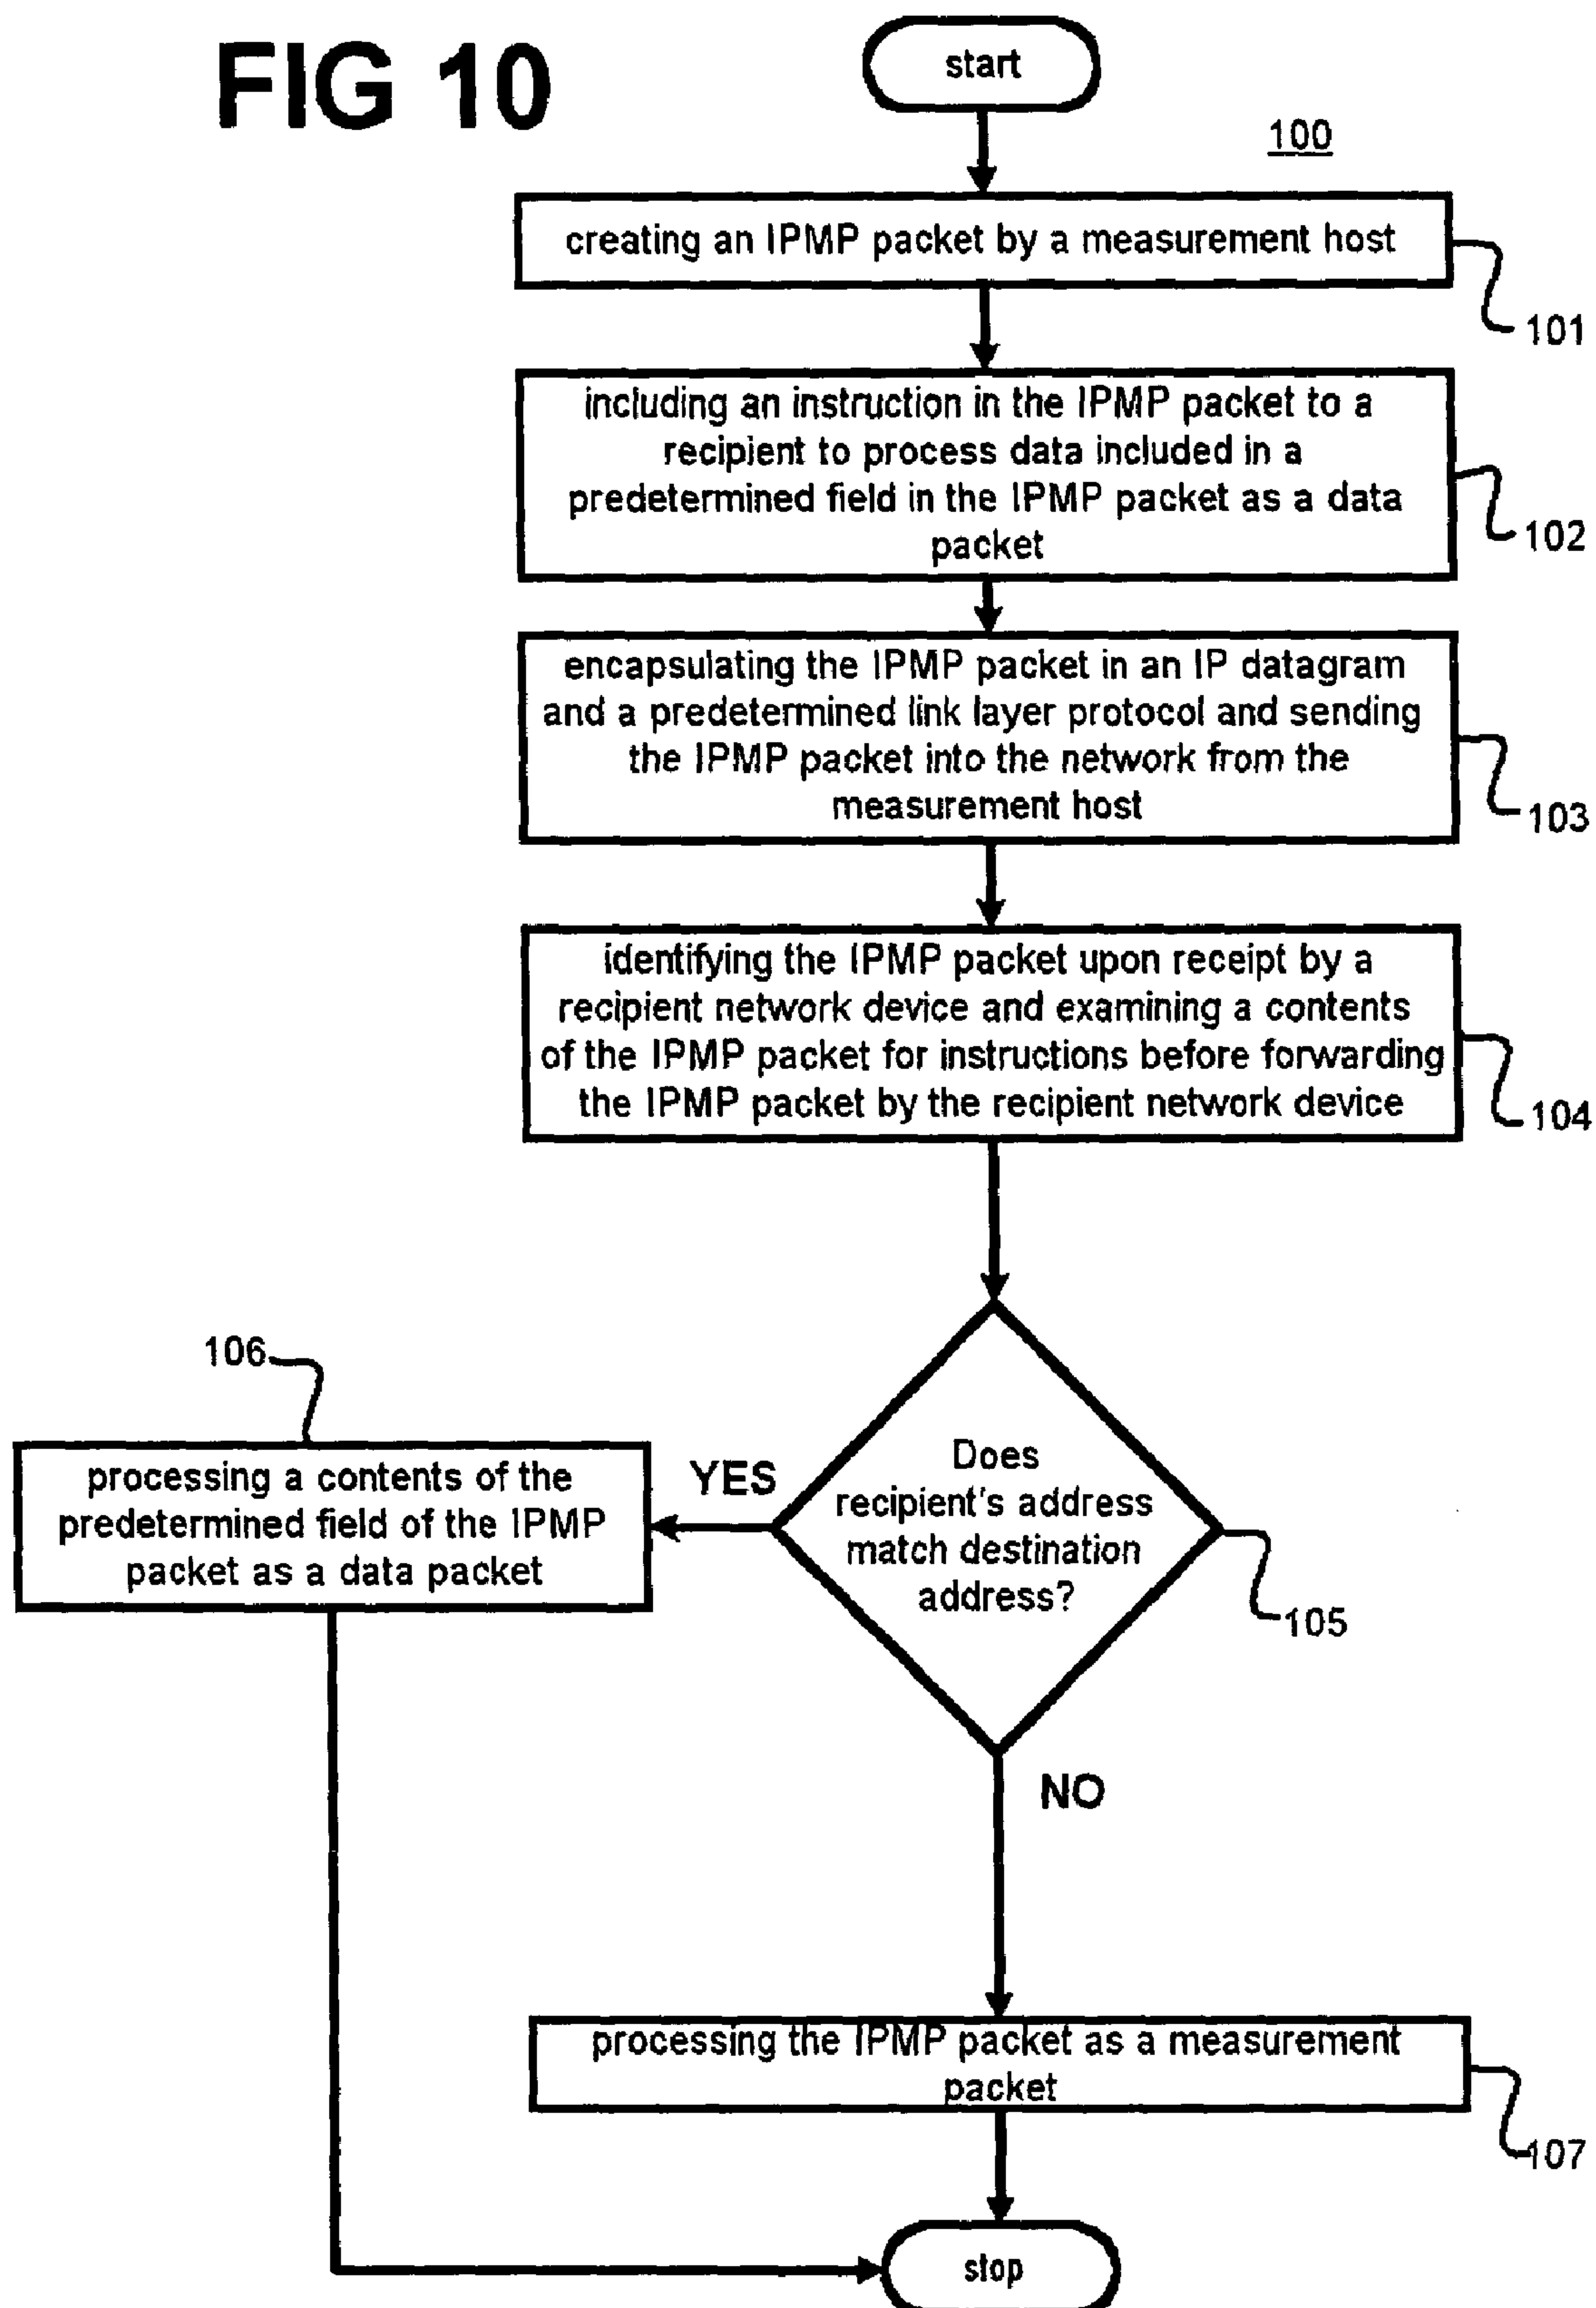 FIG 10
start
100
creating an IPMP packet by a measurement host
101
including an instruction in the IPMP packet to a
recipient to process data included in a
predetermined field in the IPMP packet as a data
packet
102
encapsulating the IPMP packet in an IP datagram
and a predetermined link layer protocol and sending
the IPMP packet into the network from the
measurement host
103
identifying the IPMP packet upon receipt by a
recipient network device and examining a contents
of the IPMP packet for instructions before forwarding
the IPMP packet by the recipient network device
104
Does
recipient's address
match destination
address?
105
YES
106
processing a contents of the
predetermined field of the IPMP
packet as a data packet
NO
processing the IPMP packet as a measurement
packet
107
stop